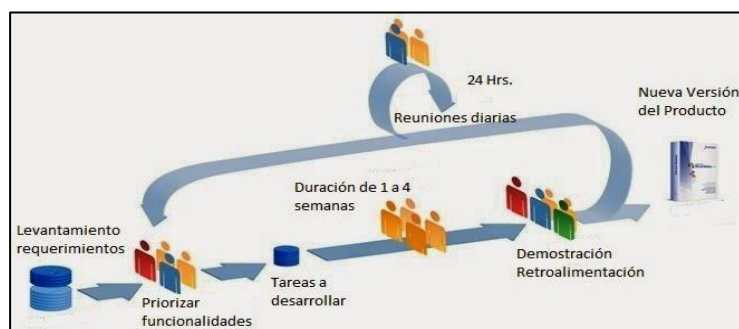 24 Hrs.
Reuniones diarias
Nueva Versión
del Producto
Duración de 1 a 4
semanas
Levantamiento
requerimientos
Priorizar
funcionalidades
Tareas a
desarrollar
Demostración
Retroalimentación